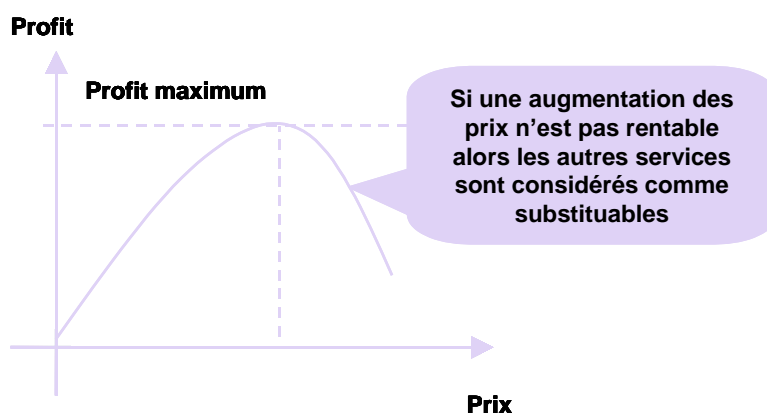 Profit
Profit maximum
Si une augmentation des
prix n’est pas rentable
alors les autres services
sont considérés comme
substituables
Prix